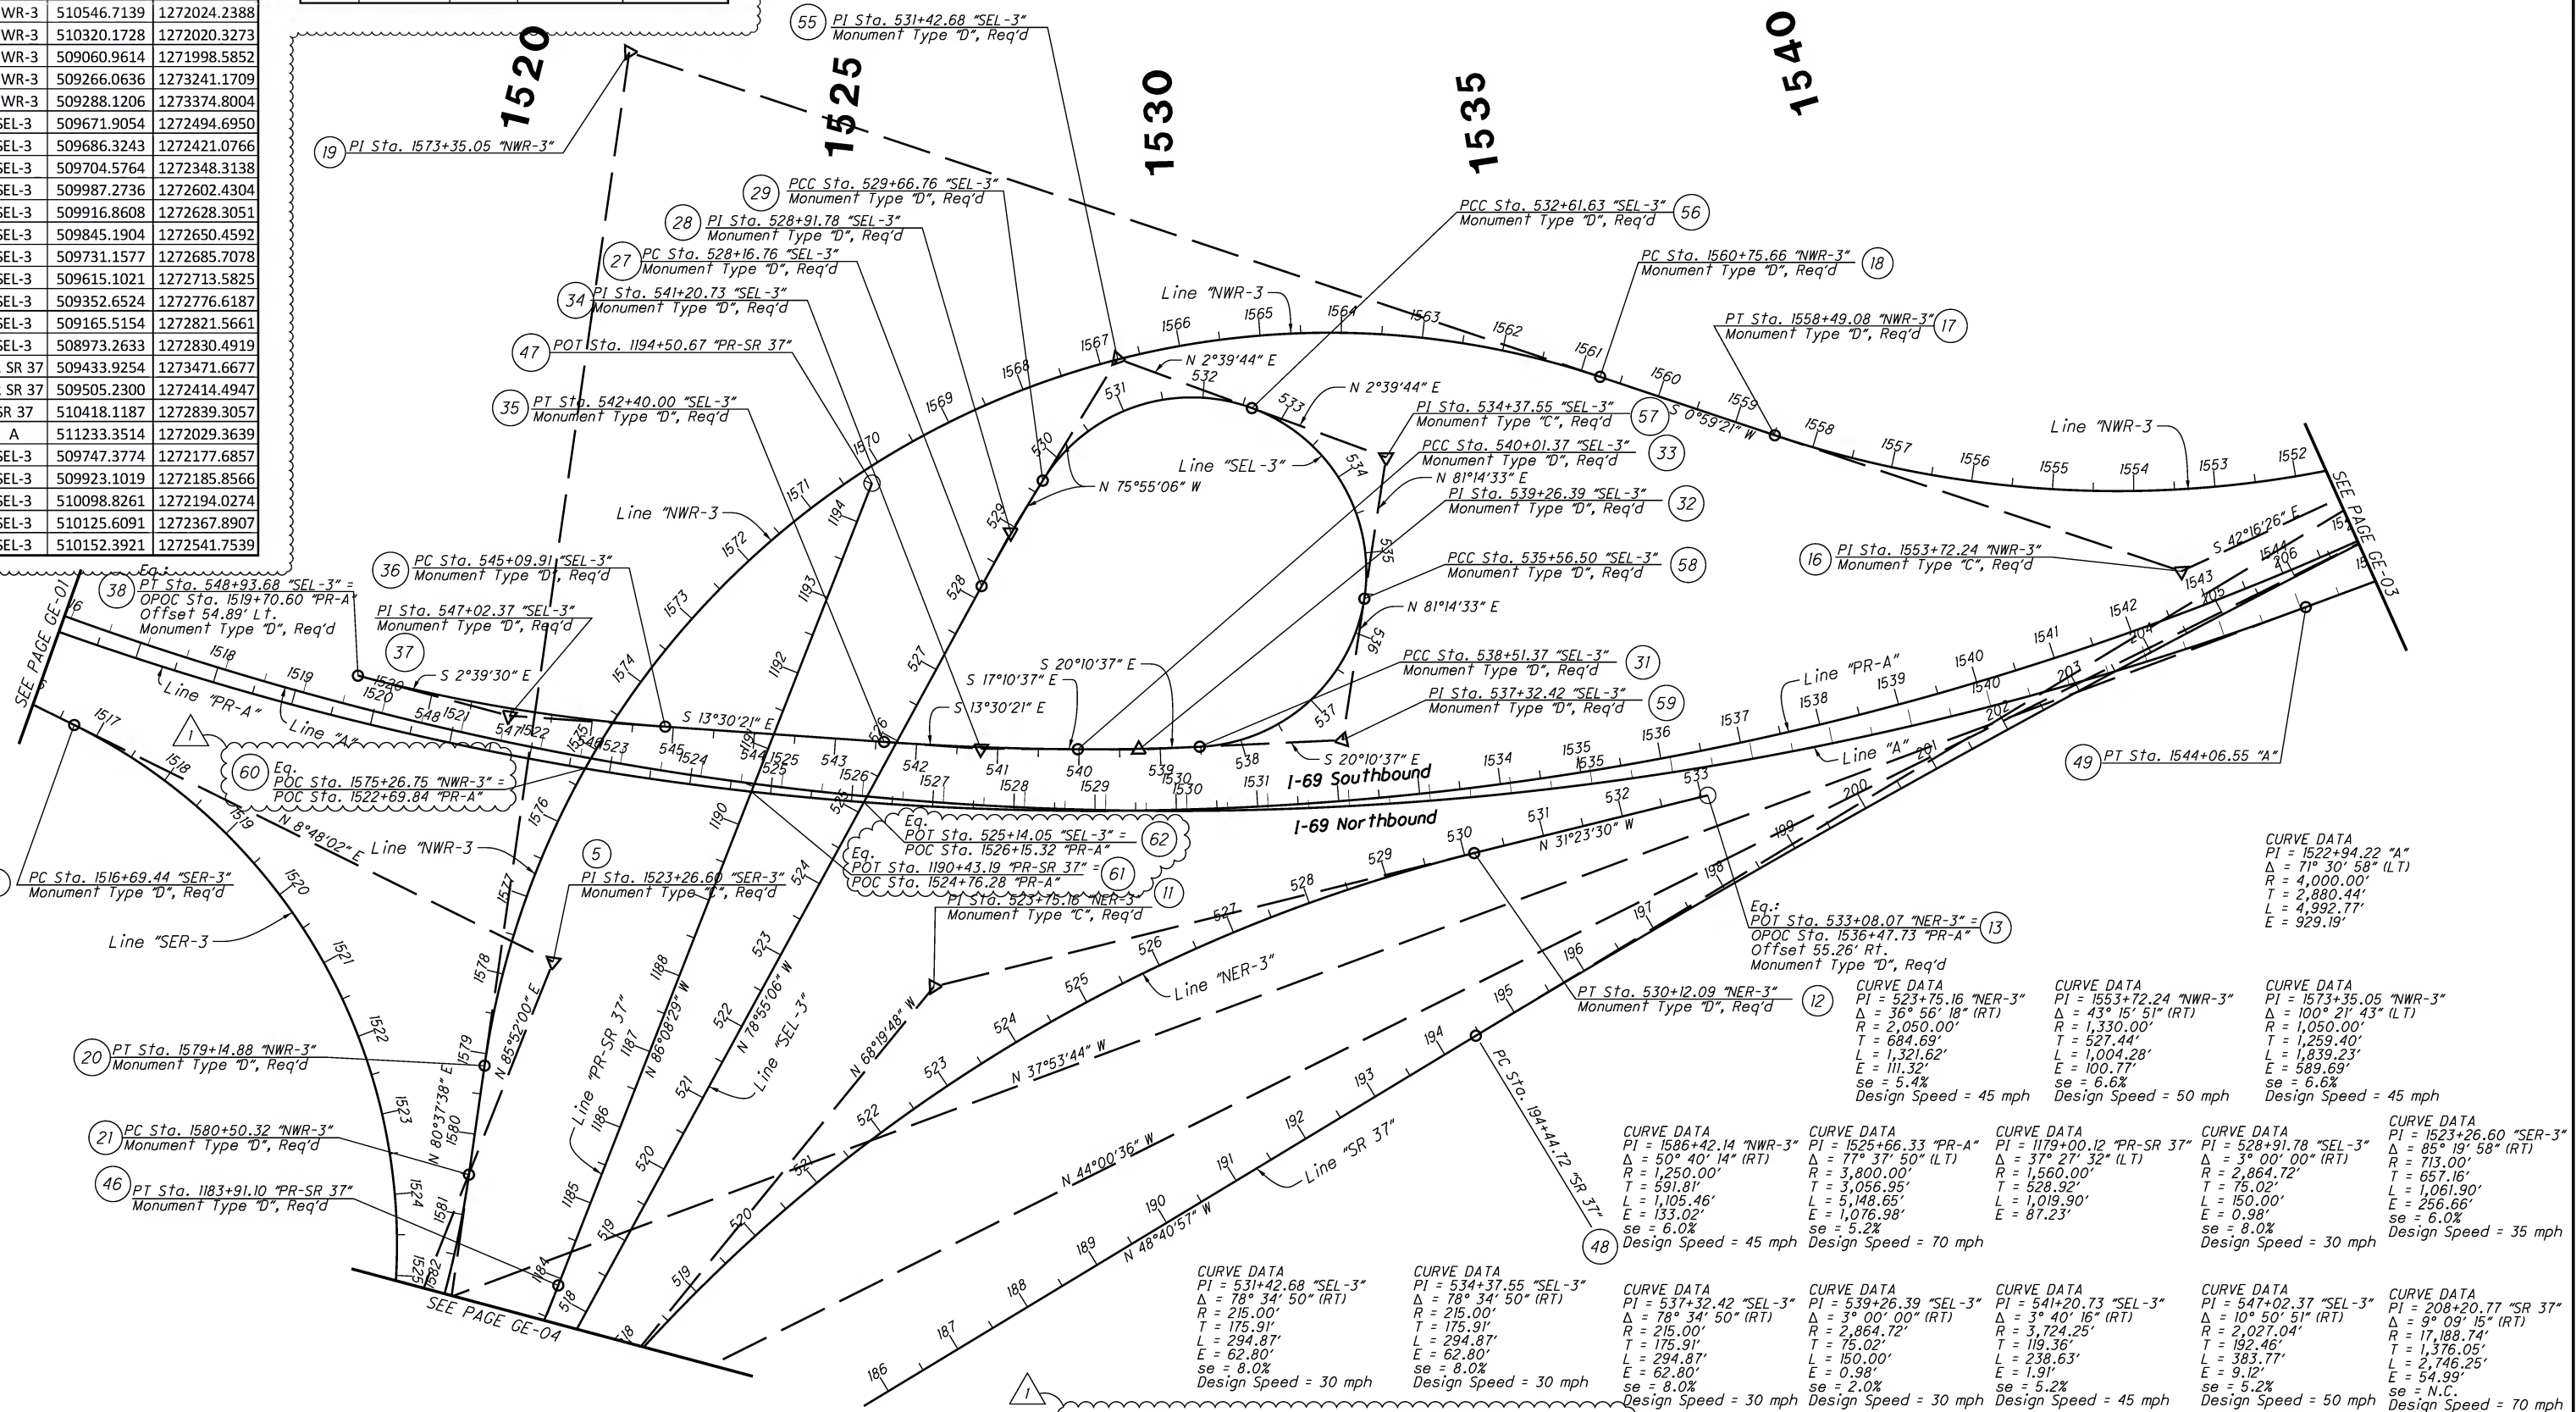 WR-3 510546.7139 1272024.2388
WR-3 510320.1728 1272020.3273
WR-3 509060.9614 1271998.5852
WR-3 509266.0636 1273241.1709
WR-3 509288.1206 1273374.8004
SEL-3 509671.9054 1272494.6950
SEL-3 509686.3243 1272421.0766
SEL-3 509704.5764 1272348.3138
SEL-3 509987.2736 1272602.4304
SEL-3 509916.8608 1272628.3051
SEL-3 509845.1904 1272650.4592
SEL-3 509731.1577 1272685.7078
SEL-3 509615.1021 1272713.5825
SEL-3 509352.6524 1272776.6187
SEL-3 509165.5154 1272821.5661
SEL-3 508973.2633 1272830.4919
SR 37 509433.9254 1273471.6677
SR 37 509505.2300 1272414.4947
SR 37 510418.1187 1272839.3057
A 511233.3514 1272029.3639
SEL-3 509747.3774 1272177.6857
SEL-3 509923.1019 1272185.8566
SEL-3 510098.8261 1272194.0274
SEL-3 510125.6091 1272367.8907
SEL-3 510152.3921 1272541.7539
1520
1525
1530
1535
1540
55 PI Sta. 531+42.68 "SEL-3"
Monument Type "D", Req'd
19 PI Sta. 1573+35.05 "NWR-3"
29 PCC Sta. 529+66.76 "SEL-3"
Monument Type "D", Req'd
28 PI Sta. 528+91.78 "SEL-3"
Monument Type "D", Req'd
27 PC Sta. 528+16.76 "SEL-3"
Monument Type "D", Req'd
34 PI Sta. 541+20.73 "SEL-3"
Monument Type "D", Req'd
47 POT Sta. 1194+50.67 "PR-SR 37"
35 PT Sta. 542+40.00 "SEL-3"
Monument Type "D", Req'd
PCC Sta. 532+61.63 "SEL-3" 56
Monument Type "D", Req'd
PC Sta. 1560+75.66 "NWR-3" 18
Monument Type "D", Req'd
PT Sta. 1558+49.08 "NWR-3" 17
Monument Type "D", Req'd
Line "NWR-3
N 2°39'44" E
N 2°39'44" E
PI Sta. 534+37.55 "SEL-3" 57
Monument Type "C", Req'd
PCC Sta. 540+01.37 "SEL-3" 33
Monument Type "D", Req'd
N 81°14'33" E
PI Sta. 539+26.39 "SEL-3" 32
Monument Type "D", Req'd
S 0°59'21" W
Line "NWR-3
Line "SEL-3"
N 75°55'06" W
Line "NWR-3
PCC Sta. 535+56.50 "SEL-3" 58
Monument Type "D", Req'd
N 81°14'33" E
16 PI Sta. 1553+72.24 "NWR-3"
Monument Type "C", Req'd
S 42°16'26" E
SEE PAGE GE-03
SEE PAGE GE-01
Eq.:
38 PT Sta. 548+93.68 "SEL-3" =
OPOC Sta. 1519+70.60 "PR-A"
Offset 54.89' Lt.
Monument Type "D", Req'd
36 PC Sta. 545+09.91 "SEL-3"
Monument Type "D", Req'd
PI Sta. 547+02.37 "SEL-3"
Monument Type "D", Req'd
37
S 2°39'30" E
S 13°30'21" E
S 13°30'21" E
S 17°10'37" E
S 20°10'37" E
PCC Sta. 538+51.37 "SEL-3" 31
Monument Type "D", Req'd
PI Sta. 537+32.42 "SEL-3" 59
Monument Type "D", Req'd
S 20°10'37" E
Line "PR-A"
Line "A"
Line "PR-A"
Line "A"
I-69 Southbound
I-69 Northbound
49 PT Sta. 1544+06.55 "A"
1
60 Eq.
POC Sta. 1575+26.75 "NWR-3" =
POC Sta. 1522+69.84 "PR-A"
Eq.
POT Sta. 525+14.05 "SEL-3" = 62
POC Sta. 1526+15.32 "PR-A"
Eq.
POT Sta. 1190+43.19 "PR-SR 37" = 61
POC Sta. 1524+76.28 "PR-A"
11
PI Sta. 523+75.16 "NER-3"
Monument Type "C", Req'd
N 8°48'02" E
Line "NWR-3
5
PI Sta. 1523+26.60 "SER-3"
Monument Type "C", Req'd
PC Sta. 1516+69.44 "SER-3"
Monument Type "D", Req'd
Line "SER-3
N 31°23'30" W
Eq.:
POT Sta. 533+08.07 "NER-3" = 13
OPOC Sta. 1536+47.73 "PR-A"
Offset 55.26' Rt.
Monument Type "D", Req'd
PT Sta. 530+12.09 "NER-3" 12
Monument Type "D", Req'd
Line "NER-3"
20 PT Sta. 1579+14.88 "NWR-3"
Monument Type "D", Req'd
21 PC Sta. 1580+50.32 "NWR-3"
Monument Type "D", Req'd
46 PT Sta. 1183+91.10 "PR-SR 37"
Monument Type "D", Req'd
N 80°37'38" E
N 85°52'00" E
Line "PR-SR 37"
N 86°08'29" W
N 78°55'06" W
Line "SEL-3"
N 68°19'48" W
N 37°53'44" W
N 44°00'36" W
N 48°40'57" W
Line "SR 37"
PC Sta. 194+44.72 "SR 37"
48
SEE PAGE GE-04
CURVE DATA
PI = 1522+94.22 "A"
Δ = 71° 30' 58" (LT)
R = 4,000.00'
T = 2,880.44'
L = 4,992.77'
E = 929.19'
CURVE DATA
PI = 523+75.16 "NER-3"
Δ = 36° 56' 18" (RT)
R = 2,050.00'
T = 684.69'
L = 1,321.62'
E = 111.32'
se = 5.4%
Design Speed = 45 mph
CURVE DATA
PI = 1553+72.24 "NWR-3"
Δ = 43° 15' 51" (RT)
R = 1,330.00'
T = 527.44'
L = 1,004.28'
E = 100.77'
se = 6.6%
Design Speed = 50 mph
CURVE DATA
PI = 1573+35.05 "NWR-3"
Δ = 100° 21' 43" (LT)
R = 1,050.00'
T = 1,259.40'
L = 1,839.23'
E = 589.69'
se = 6.6%
Design Speed = 45 mph
CURVE DATA
PI = 1586+42.14 "NWR-3"
Δ = 50° 40' 14" (RT)
R = 1,250.00'
T = 591.81'
L = 1,105.46'
E = 133.02'
se = 6.0%
Design Speed = 45 mph
CURVE DATA
PI = 1525+66.33 "PR-A"
Δ = 77° 37' 50" (LT)
R = 3,800.00'
T = 3,056.95'
L = 5,148.65'
E = 1,076.98'
se = 5.2%
Design Speed = 70 mph
CURVE DATA
PI = 1179+00.12 "PR-SR 37"
Δ = 37° 27' 32" (LT)
R = 1,560.00'
T = 528.92'
L = 1,019.90'
E = 87.23'
CURVE DATA
PI = 528+91.78 "SEL-3"
Δ = 3° 00' 00" (RT)
R = 2,864.72'
T = 75.02'
L = 150.00'
E = 0.98'
se = 8.0%
Design Speed = 30 mph
CURVE DATA
PI = 1523+26.60 "SER-3"
Δ = 85° 19' 58" (RT)
R = 713.00'
T = 657.16'
L = 1,061.90'
E = 256.66'
se = 6.0%
Design Speed = 35 mph
CURVE DATA
PI = 531+42.68 "SEL-3"
Δ = 78° 34' 50" (RT)
R = 215.00'
T = 175.91'
L = 294.87'
E = 62.80'
se = 8.0%
Design Speed = 30 mph
CURVE DATA
PI = 534+37.55 "SEL-3"
Δ = 78° 34' 50" (RT)
R = 215.00'
T = 175.91'
L = 294.87'
E = 62.80'
se = 8.0%
Design Speed = 30 mph
CURVE DATA
PI = 537+32.42 "SEL-3"
Δ = 78° 34' 50" (RT)
R = 215.00'
T = 175.91'
L = 294.87'
E = 62.80'
se = 8.0%
Design Speed = 30 mph
CURVE DATA
PI = 539+26.39 "SEL-3"
Δ = 3° 00' 00" (RT)
R = 2,864.72'
T = 75.02'
L = 150.00'
E = 0.98'
se = 2.0%
Design Speed = 30 mph
CURVE DATA
PI = 541+20.73 "SEL-3"
Δ = 3° 40' 16" (RT)
R = 3,724.25'
T = 119.36'
L = 238.63'
E = 1.91'
se = 5.2%
Design Speed = 45 mph
CURVE DATA
PI = 547+02.37 "SEL-3"
Δ = 10° 50' 51" (RT)
R = 2,027.04'
T = 192.46'
L = 383.77'
E = 9.12'
se = 5.2%
Design Speed = 50 mph
CURVE DATA
PI = 208+20.77 "SR 37"
Δ = 9° 09' 15" (RT)
R = 17,188.74'
T = 1,376.05'
L = 2,746.25'
E = 54.99'
se = N.C.
Design Speed = 70 mph
1